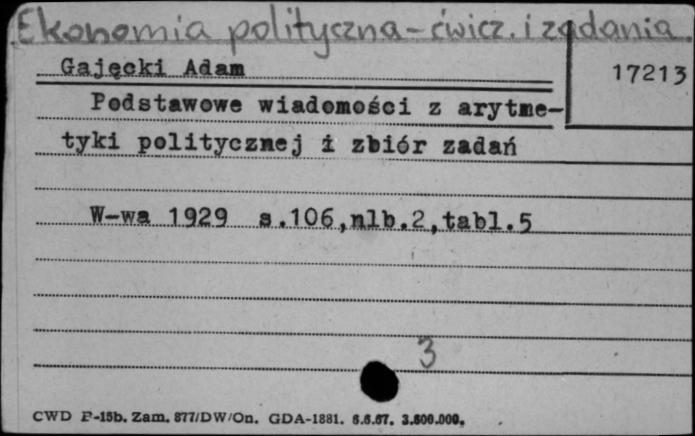 Ekonomia polityczna - ćwicz. i zadania.
Gajęcki Adam
17213
Podstawowe wiadomości z arytme-
tyki politycznej i zbiór zadań
W-wa 1929 s.106,nlb.2,tabl.5
3
CWD P-15b. Zam. 877/DW/On. GDA-1881. 6.6.67. 3.600.000.